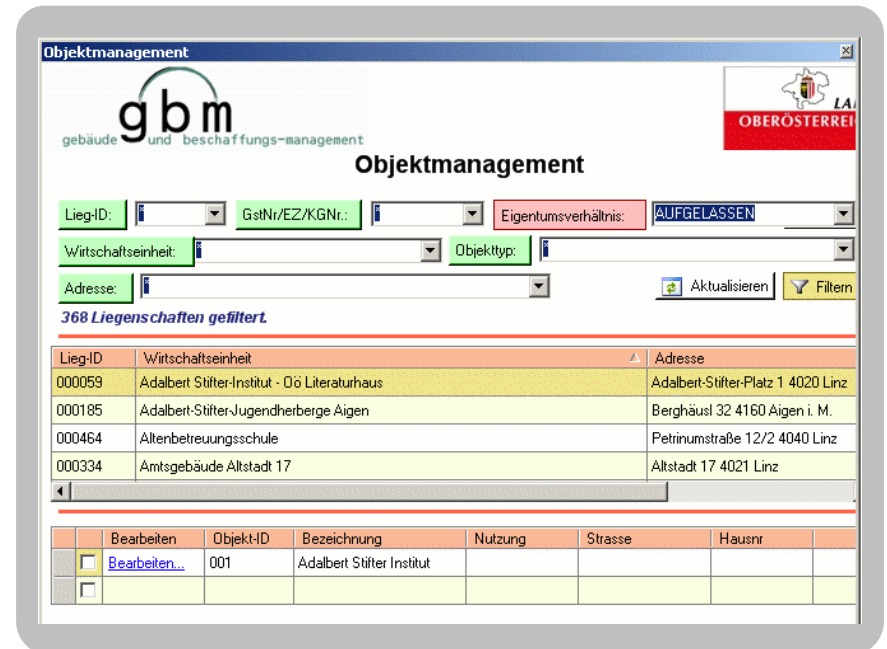 Objektmanagement
gbm
gebäude und beschaffungs-management
LA
OBERÖSTERREI
Objektmanagement
Lieg-ID: * GstNr/EZ/KGNr.: * Eigentumsverhältnis: AUFGELASSEN
Wirtschaftseinheit: * Objekttyp: *
Adresse: * Aktualisieren Filtern
368 Liegenschaften gefiltert.
Lieg-ID Wirtschaftseinheit Adresse
000059 Adalbert Stifter-Institut - Oö Literaturhaus Adalbert-Stifter-Platz 1 4020 Linz
000185 Adalbert-Stifter-Jugendherberge Aigen Berghäusl 32 4160 Aigen i. M.
000464 Altenbetreuungsschule Petrinumstraße 12/2 4040 Linz
000334 Amtsgebäude Altstadt 17 Altstadt 17 4021 Linz
Bearbeiten Objekt-ID Bezeichnung Nutzung Strasse Hausnr
Bearbeiten... 001 Adalbert Stifter Institut